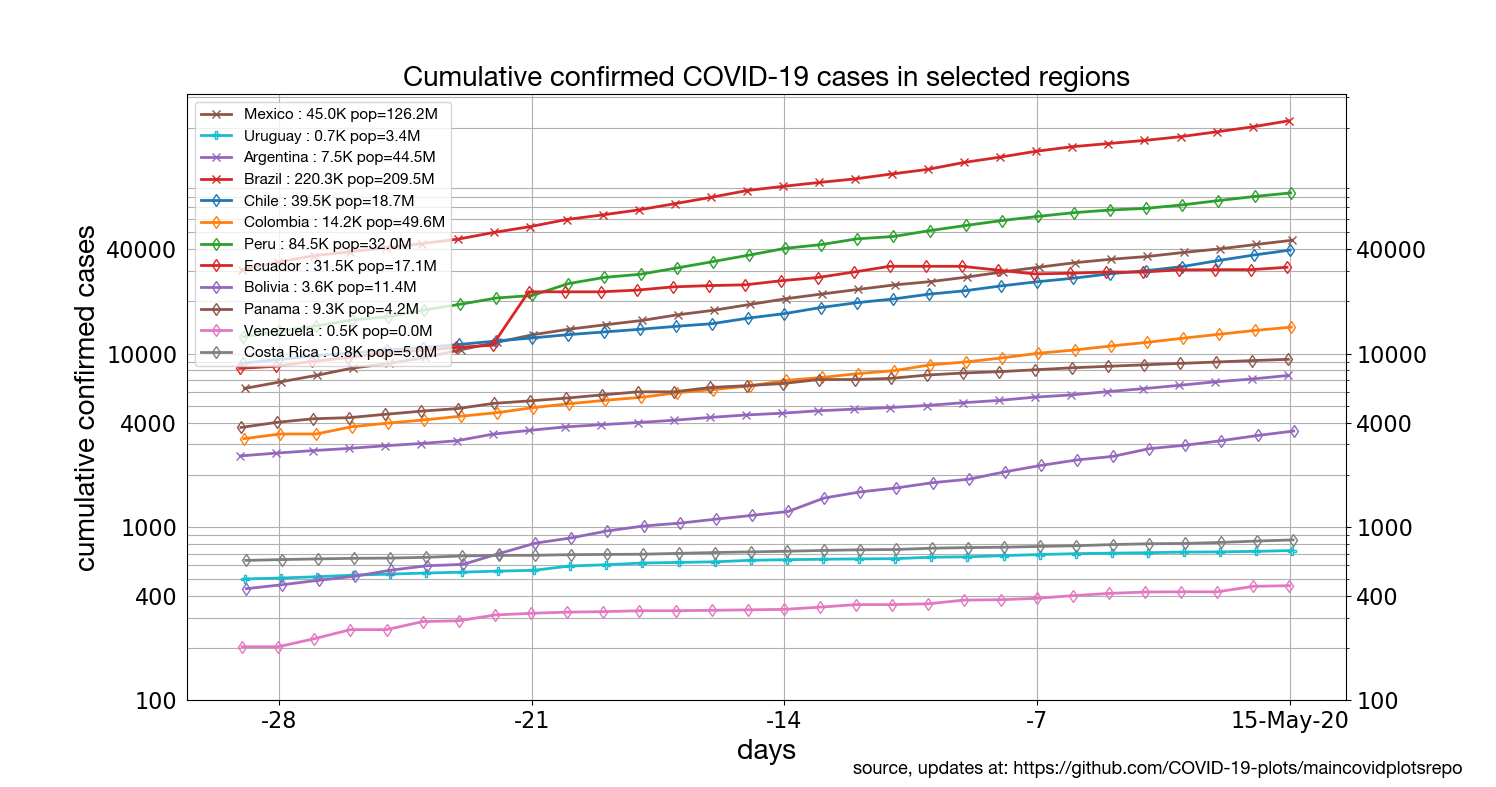 Cumulative confirmed COVID-19 cases in selected regions
Mexico : 45.0K pop=126.2M
Uruguay : 0.7K pop=3.4M
Argentina : 7.5K pop=44.5M
Brazil : 220.3K pop=209.5M
Chile : 39.5K pop=18.7M
Colombia : 14.2K pop=49.6M
Peru : 84.5K pop=32.0M
Ecuador : 31.5K pop=17.1M
Bolivia : 3.6K pop=11.4M
Panama : 9.3K pop=4.2M
Venezuela : 0.5K pop=0.0M
Costa Rica : 0.8K pop=5.0M
cumulative confirmed cases
40000
10000
4000
1000
400
100
40000
10000
4000
1000
400
100
-28 -21 -14 -7 15-May-20
days
source, updates at: https://github.com/COVID-19-plots/maincovidplotsrepo